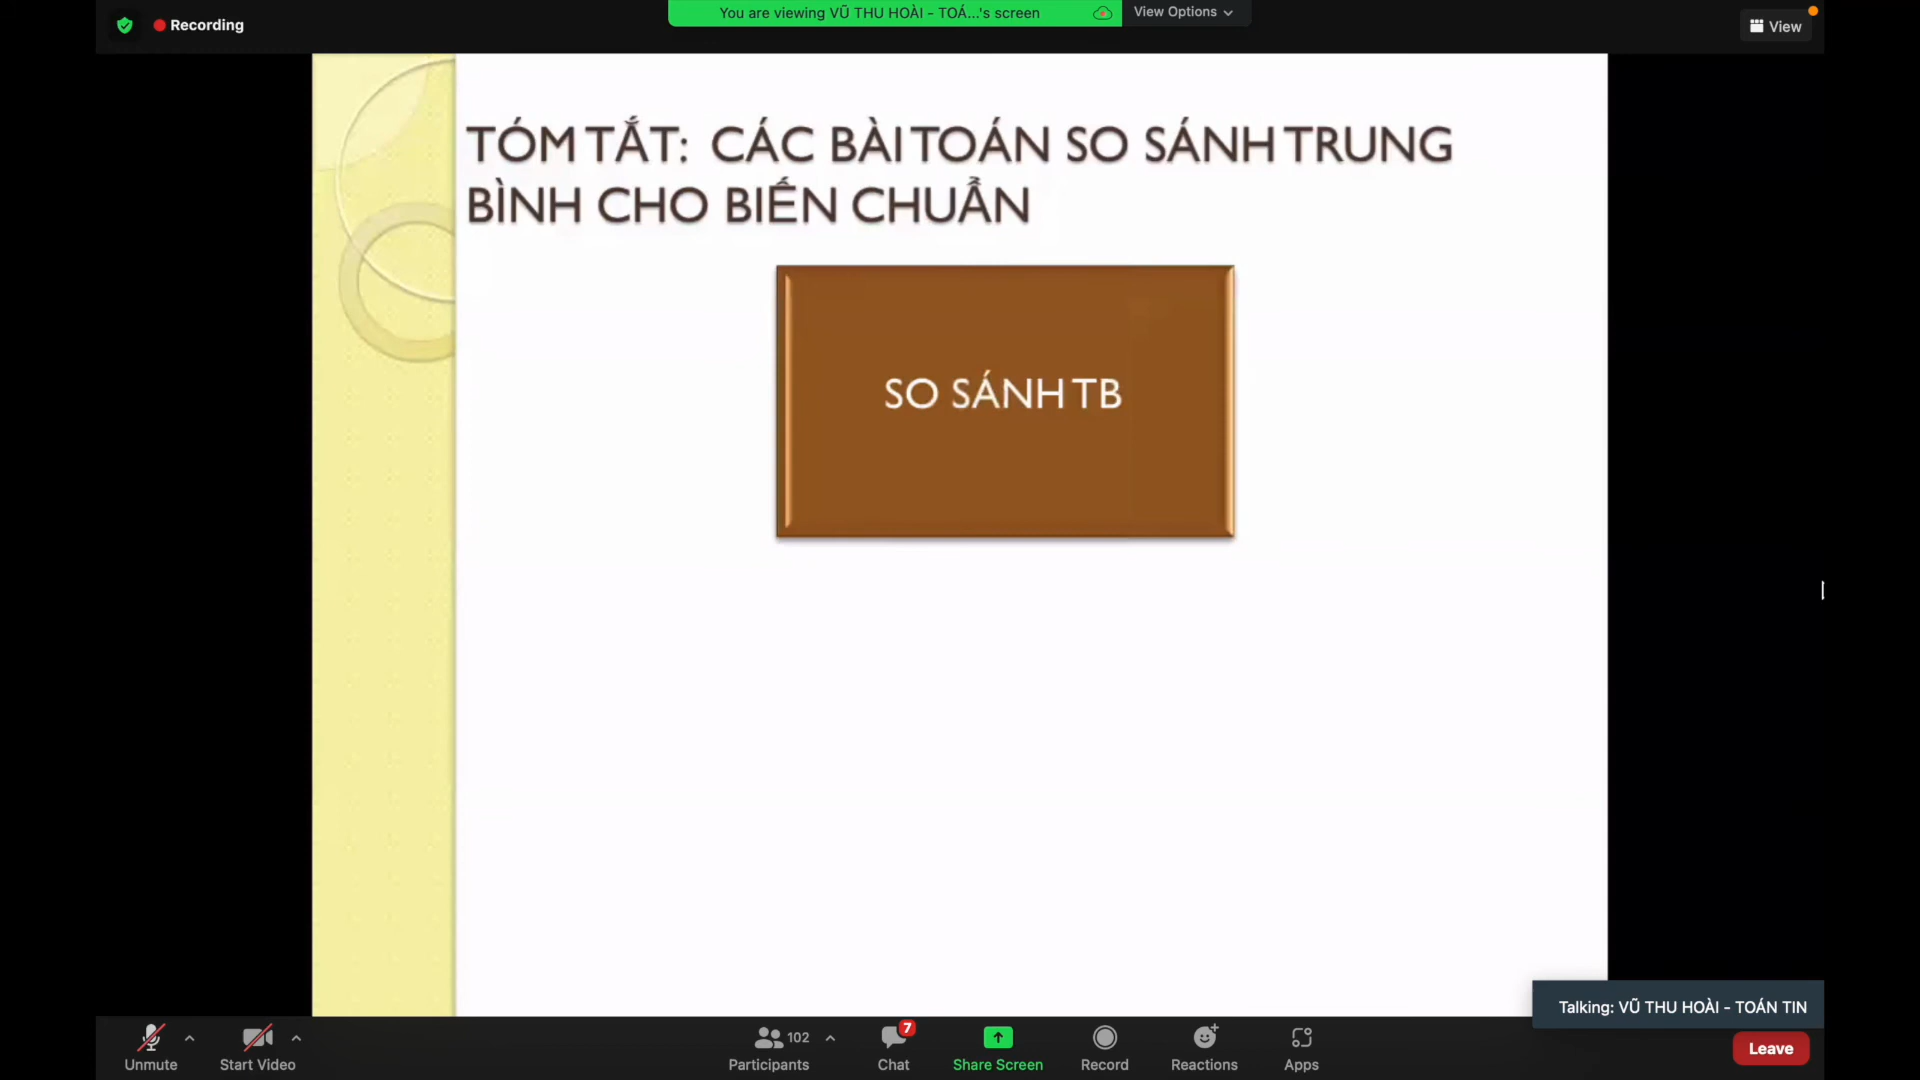 Recording
You are viewing VŨ THU HOÀI - TOÁ...'s screen
View Options
View
TÓM TẮT: CÁC BÀI TOÁN SO SÁNH TRUNG
BÌNH CHO BIẾN CHUẨN
SO SÁNH TB
Talking: VŨ THU HOÀI - TOÁN TIN
Unmute
Start Video
102
Participants
7
Chat
Share Screen
Record
Reactions
Apps
Leave